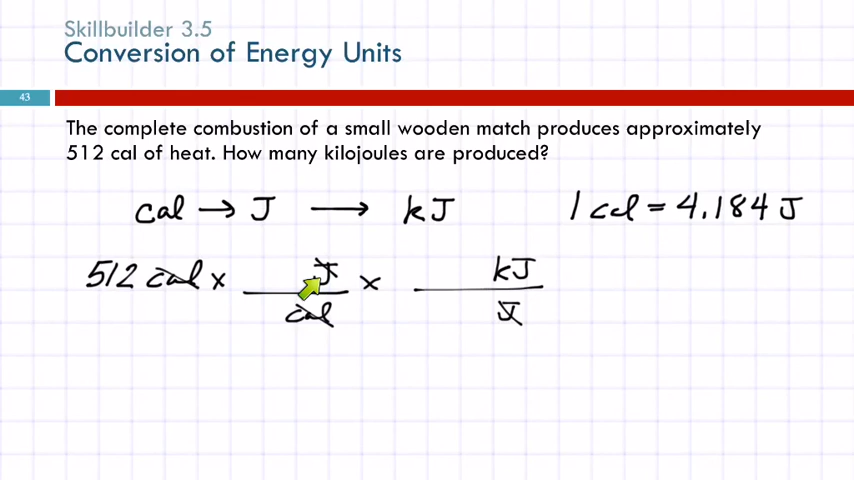 Skillbuilder 3.5
Conversion of Energy Units
43
The complete combustion of a small wooden match produces approximately
512 cal of heat. How many kilojoules are produced?
cal → J → kJ 1 cal = 4.184 J
512 cal × J × kJ
cal J